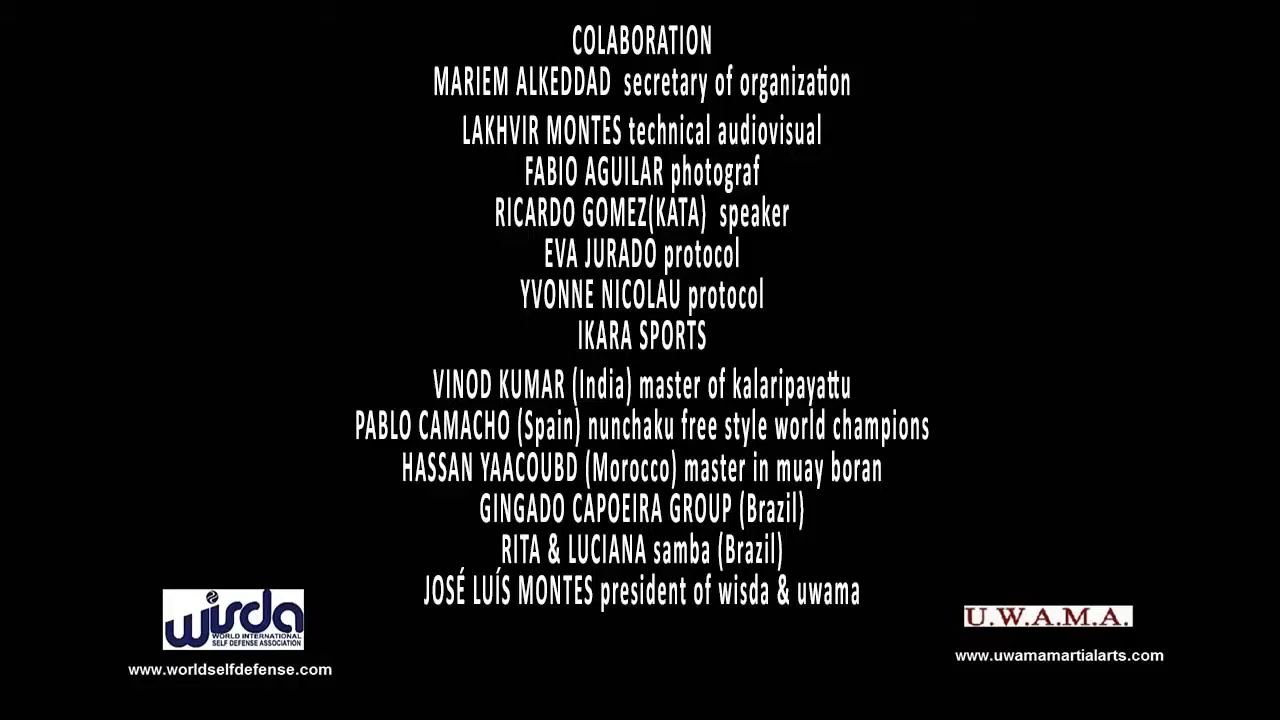 COLABORATION
MARIEM ALKEDDAD secretary of organization
LAKHVIR MONTES technical audiovisual
FABIO AGUILAR photograf
RICARDO GOMEZ(KATA) speaker
EVA JURADO protocol
YVONNE NICOLAU protocol
IKARA SPORTS
VINOD KUMAR (India) master of kalaripayattu
PABLO CAMACHO (Spain) nunchaku free style world champions
HASSAN YAACOUBD (Morocco) master in muay boran
GINGADO CAPOEIRA GROUP (Brazil)
RITA & LUCIANA samba (Brazil)
JOSÉ LUÍS MONTES president of wisda & uwama
wisda
WORLD INTERNATIONAL
SELF DEFENSE ASSOCIATION
www.worldselfdefense.com
U.W.A.M.A.
www.uwamamartialarts.com